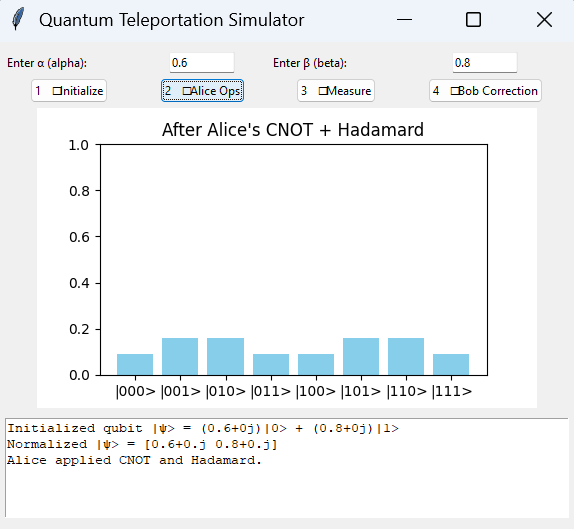 Quantum Teleportation Simulator
Enter α (alpha): 0.6 Enter β (beta): 0.8
1 □Initialize 2 □Alice Ops 3 □Measure 4 □Bob Correction
After Alice's CNOT + Hadamard
1.0
0.8
0.6
0.4
0.2
0.0
|000> |001> |010> |011> |100> |101> |110> |111>
Initialized qubit |ψ> = (0.6+0j)|0> + (0.8+0j)|1>
Normalized |ψ> = [0.6+0.j 0.8+0.j]
Alice applied CNOT and Hadamard.